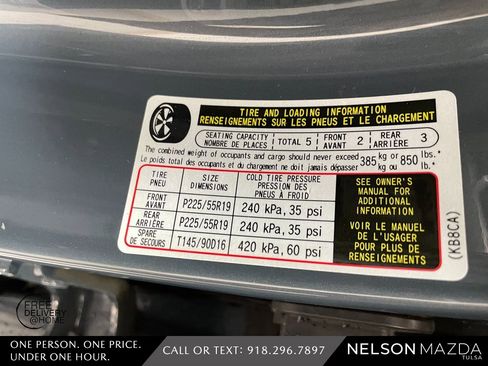 TIRE AND LOADING INFORMATION
RENSEIGNEMENTS SUR LES PNEUS ET LE CHARGEMENT
SEATING CAPACITY
NOMBRE DE PLACES
TOTAL 5
FRONT
AVANT 2
REAR
ARRIÈRE 3
The combined weight of occupants and cargo should never exceed 385 kg or 850 lbs.
Le poids total des occupants et du chargement ne doit jamais dépasser 385 kg ou 850 lb.
TIRE
PNEU
SIZE
DIMENSIONS
COLD TIRE PRESSURE
PRESSION DES
PNEUS À FROID
FRONT
AVANT
P225/55R19
240 kPa, 35 psi
REAR
ARRIÈRE
P225/55R19
240 kPa, 35 psi
SPARE
DE SECOURS
T145/90D16
420 kPa, 60 psi
SEE OWNER'S
MANUAL FOR
ADDITIONAL
INFORMATION
VOIR LE MANUEL
DE L'USAGER
POUR PLUS DE
RENSEIGNEMENTS
(KB8CA)
FREE
DELIVERY
@HOME
ONE PERSON. ONE PRICE.
UNDER ONE HOUR.
CALL OR TEXT: 918.296.7897
NELSON MAZDA
TULSA